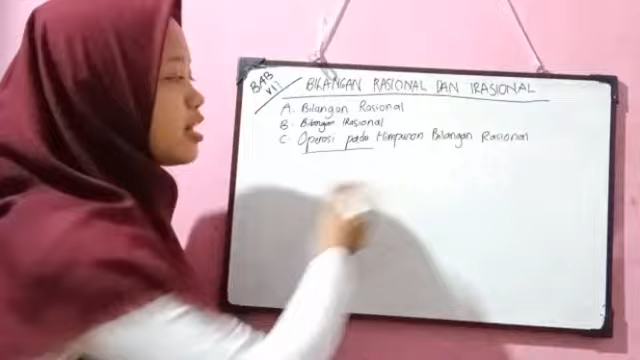 BAB VII
BILANGAN RASIONAL DAN IRASIONAL
A. Bilangan Rasional
B. Bilangan IRasional
C. Operasi pada Himpunan Bilangan Rasional